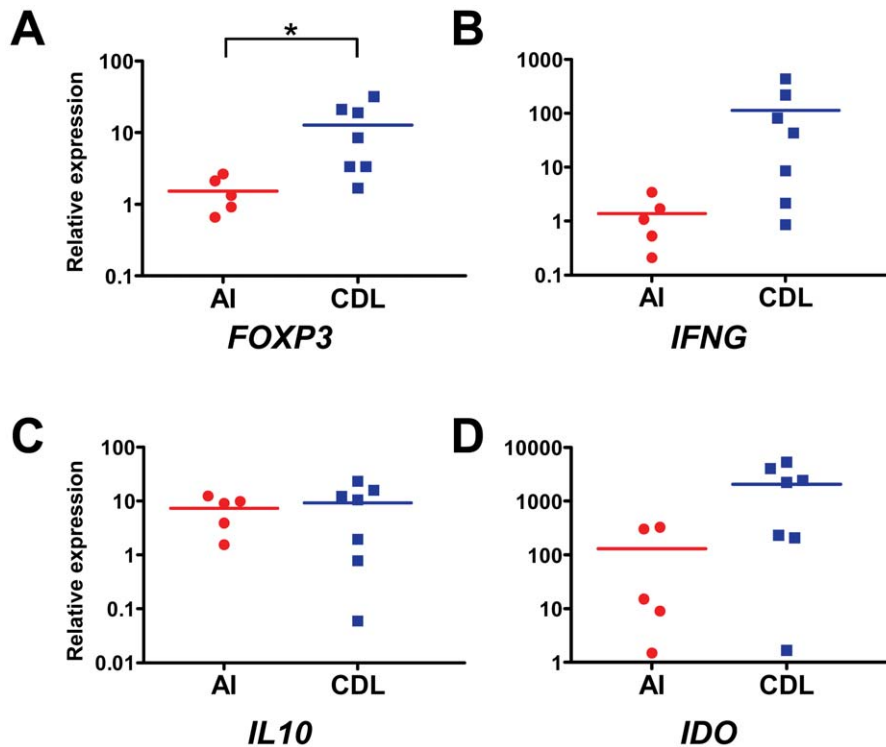 A
*
Relative expression
100
10
1
0.1
AI CDL
FOXP3
B
1000
100
10
1
0.1
AI CDL
IFNG
C
Relative expression
100
10
1
0.1
0.01
AI CDL
IL10
D
10000
1000
100
10
1
AI CDL
IDO